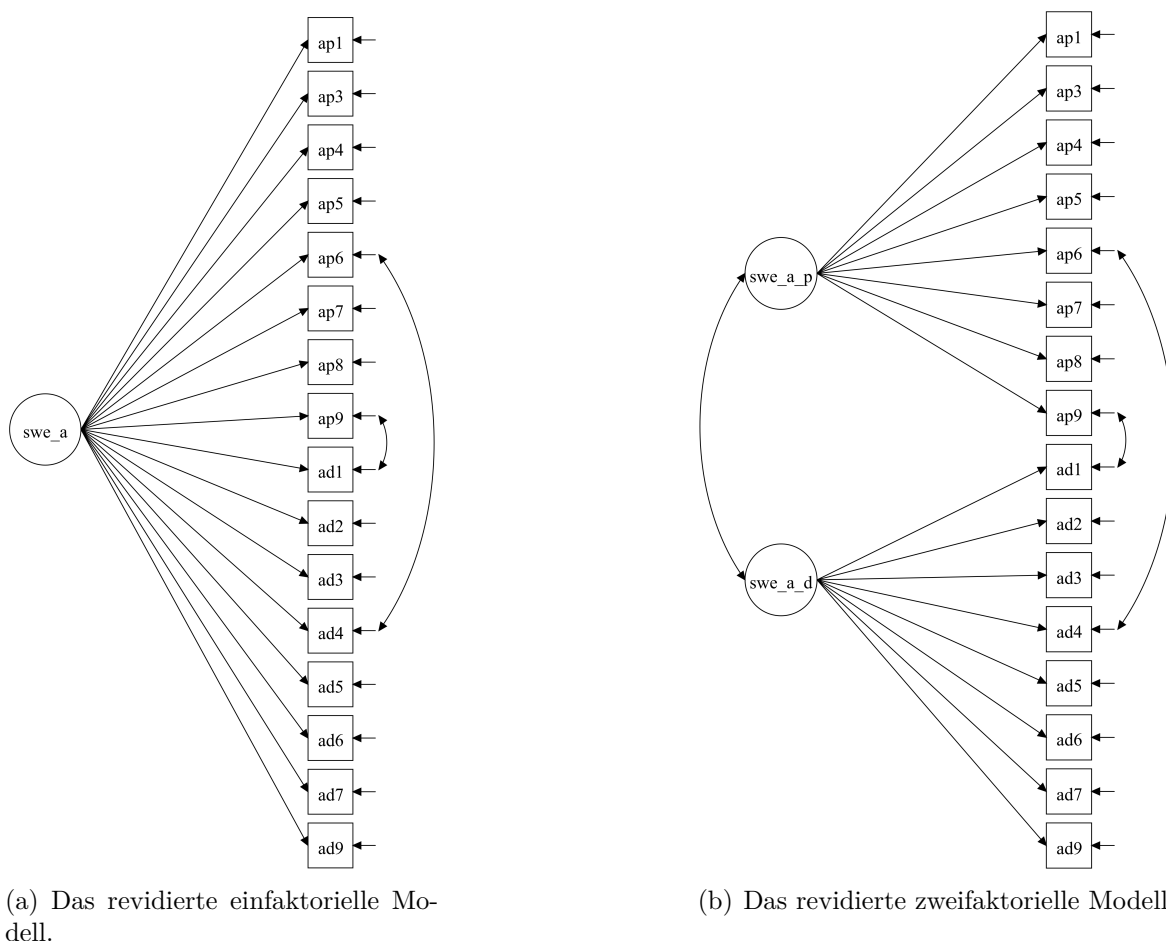 ap1
ap3
ap4
ap5
ap6
ap7
ap8
ap9
swe_a
ad1
ad2
ad3
ad4
ad5
ad6
ad7
ad9
(a) Das revidierte einfaktorielle Mo-
dell.
ap1
ap3
ap4
ap5
ap6
swe_a_p
ap7
ap8
ap9
ad1
ad2
ad3
swe_a_d
ad4
ad5
ad6
ad7
ad9
(b) Das revidierte zweifaktorielle Modell